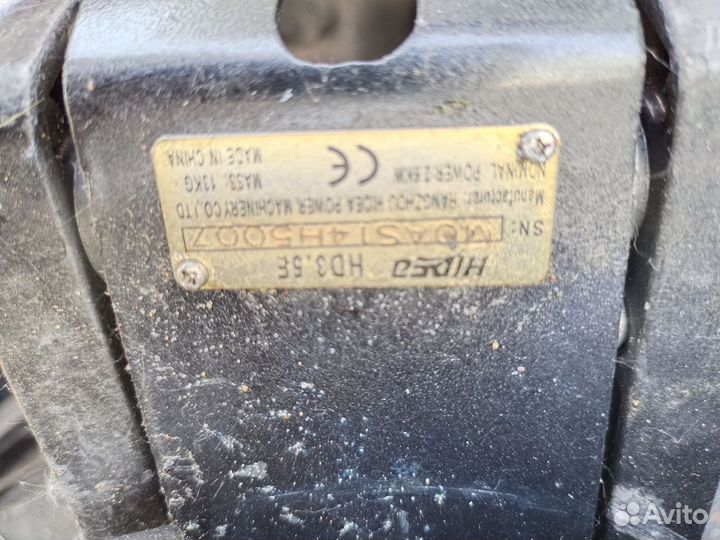 HIDEA HD3.5E
SN: MOAS14H5007
Manufacturer: HANGZHOU HIDEA POWER MACHINERY CO.,LTD
NOMINAL POWER:2.6KW MASS: 13KG
CE MADE IN CHINA
Avito